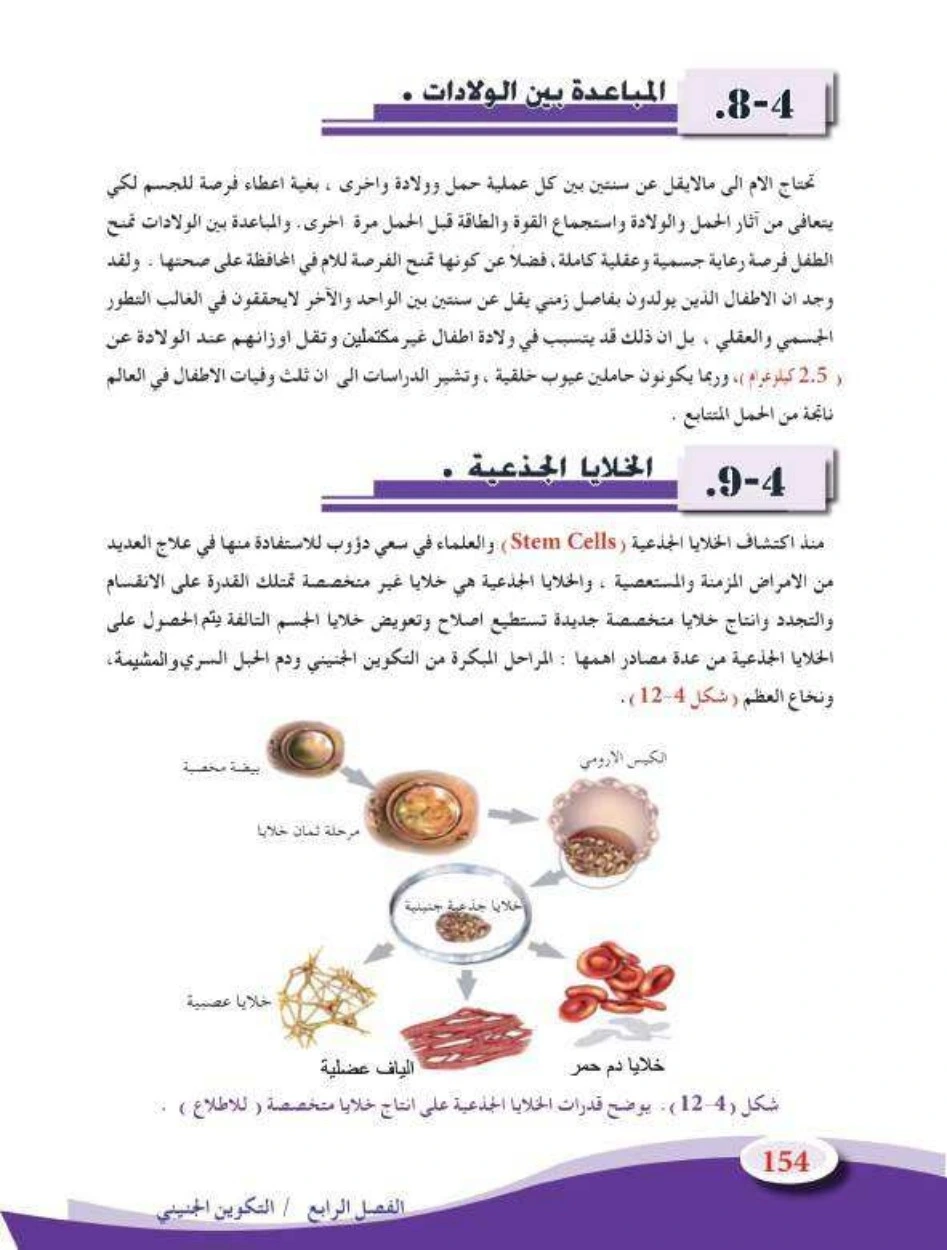 8-4.
المباعدة بين الولادات .
تحتاج الام الى مالايقل عن سنتين بين كل عملية حمل وولادة واخرى ، بغية اعطاء فرصة للجسم لكي
يتعافى من آثار الحمل والولادة واستجماع القوة والطاقة قبل الحمل مرة اخرى. والمباعدة بين الولادات تمنح
الطفل فرصة رعاية جسمية وعقلية كاملة، فضلاً عن كونها تمنح الفرصة للام في المحافظة على صحتها . ولقد
وجد ان الاطفال الذين يولدون بفاصل زمني يقل عن سنتين بين الواحد والآخر لايحققون في الغالب التطور
الجسمي والعقلي ، بل ان ذلك قد يتسبب في ولادة اطفال غير مكتملين وتقل اوزانهم عند الولادة عن
( 2.5 كيلوغرام )، وربما يكونون حاملين عيوب خلقية ، وتشير الدراسات الى ان ثلث وفيات الاطفال في العالم
ناتجة من الحمل المتتابع .
9-4.
الخلايا الجذعية .
منذ اكتشاف الخلايا الجذعية ( Stem Cells ) والعلماء في سعي دؤوب للاستفادة منها في علاج العديد
من الامراض المزمنة والمستعصية ، والخلايا الجذعية هي خلايا غير متخصصة تمتلك القدرة على الانقسام
والتجدد وانتاج خلايا متخصصة جديدة تستطيع اصلاح وتعويض خلايا الجسم التالفة يتم الحصول على
الخلايا الجذعية من عدة مصادر اهمها : المراحل المبكرة من التكوين الجنيني ودم الحبل السري والمشيمة،
ونخاع العظم ( شكل 4-12 ).
الكيس الارومي
بيضة مخصبة
مرحلة ثمان خلايا
خلايا جذعية جنينية
خلايا عصبية
خلايا دم حمر
الياف عضلية
شكل ( 4-12 ). يوضح قدرات الخلايا الجذعية على انتاج خلايا متخصصة ( للاطلاع ) .
154
الفصل الرابع / التكوين الجنيني